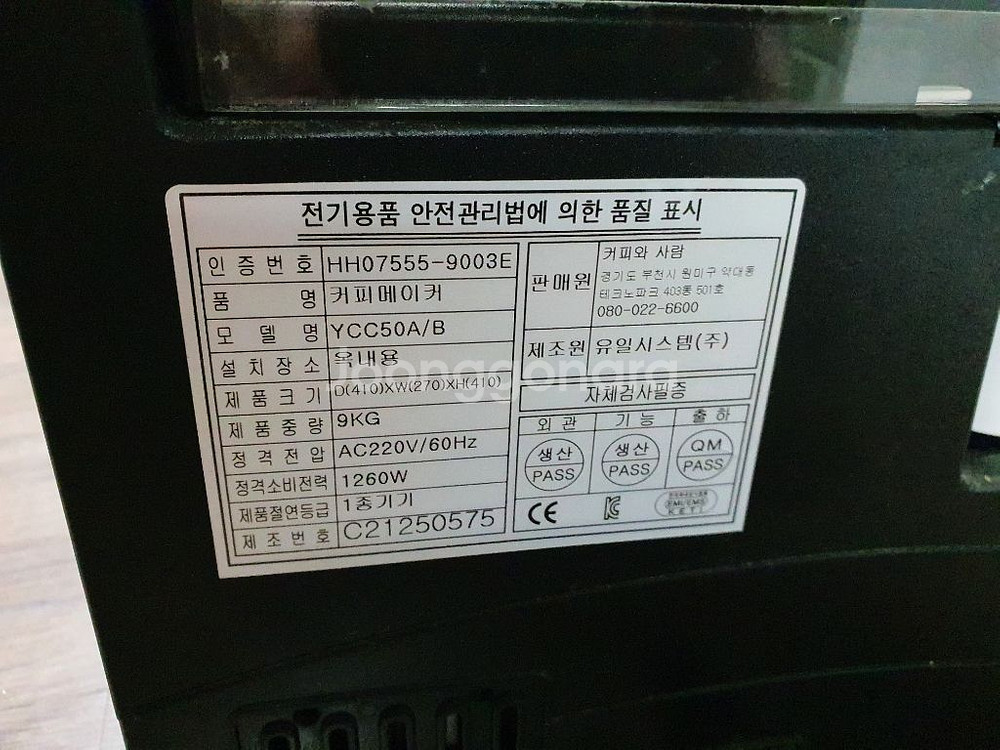 전기용품 안전관리법에 의한 품질 표시
인증번호 HH07555-9003E
품 명 커피메이커
모델명 YCC50A/B
설치장소 옥내용
제품크기 D(410)XW(270)XH(410)
제품중량 9KG
정격전압 AC220V/60Hz
정격소비전력 1260W
제품절연등급 1종기기
제조번호 C21250575
판매원 커피와 사람
경기도 부천시 원미구 약대동
테크노파크 403동 501호
080-022-6600
제조원 유일시스템(주)
자체검사필증
외관 기능 출하
생산 생산 QM
PASS PASS PASS
CE
EMI/EMS
KETI
joonggonara